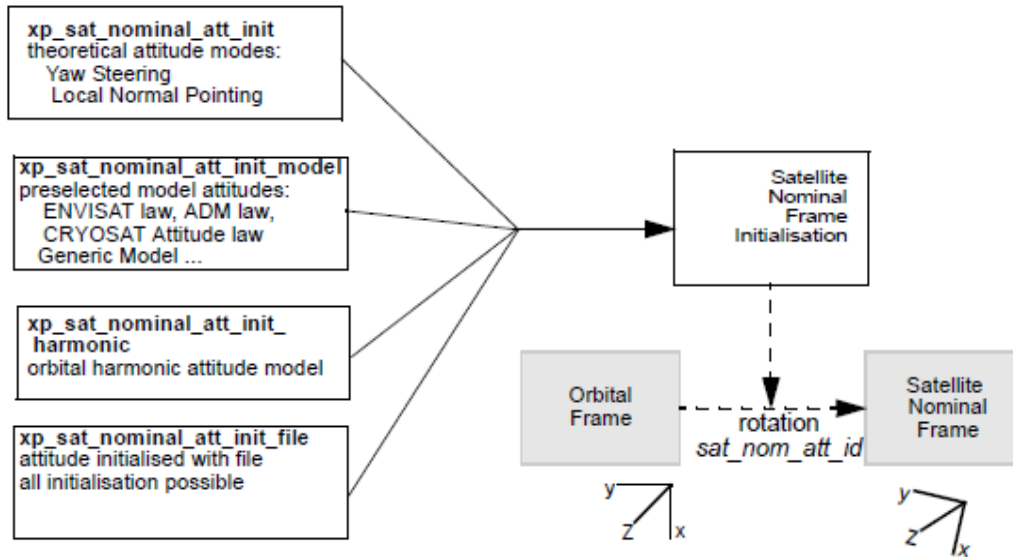 xp_sat_nominal_att_init
theoretical attitude modes:
Yaw Steering
Local Normal Pointing
xp_sat_nominal_att_init_model
preselected model attitudes:
ENVISAT law, ADM law,
CRYOSAT Attitude law
Generic Model ...
xp_sat_nominal_att_init_
harmonic
orbital harmonic attitude model
xp_sat_nominal_att_init_file
attitude initialised with file
all initialisation possible
Satellite
Nominal
Frame
Initialisation
Orbital
Frame
rotation
sat_nom_att_id
Satellite
Nominal
Frame
y
Z
x
y
z
x